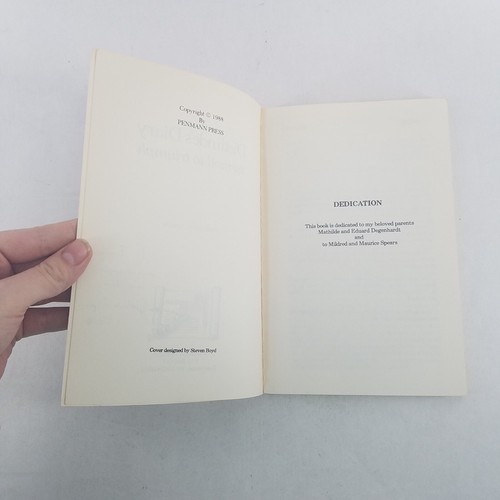 Copyright © 1988
By
PENMANN PRESS
Cover designed by Steven Boyd
DEDICATION
This book is dedicated to my beloved parents
Mathilde and Eduard Degenhardt
and
to Mildred and Maurice Spears